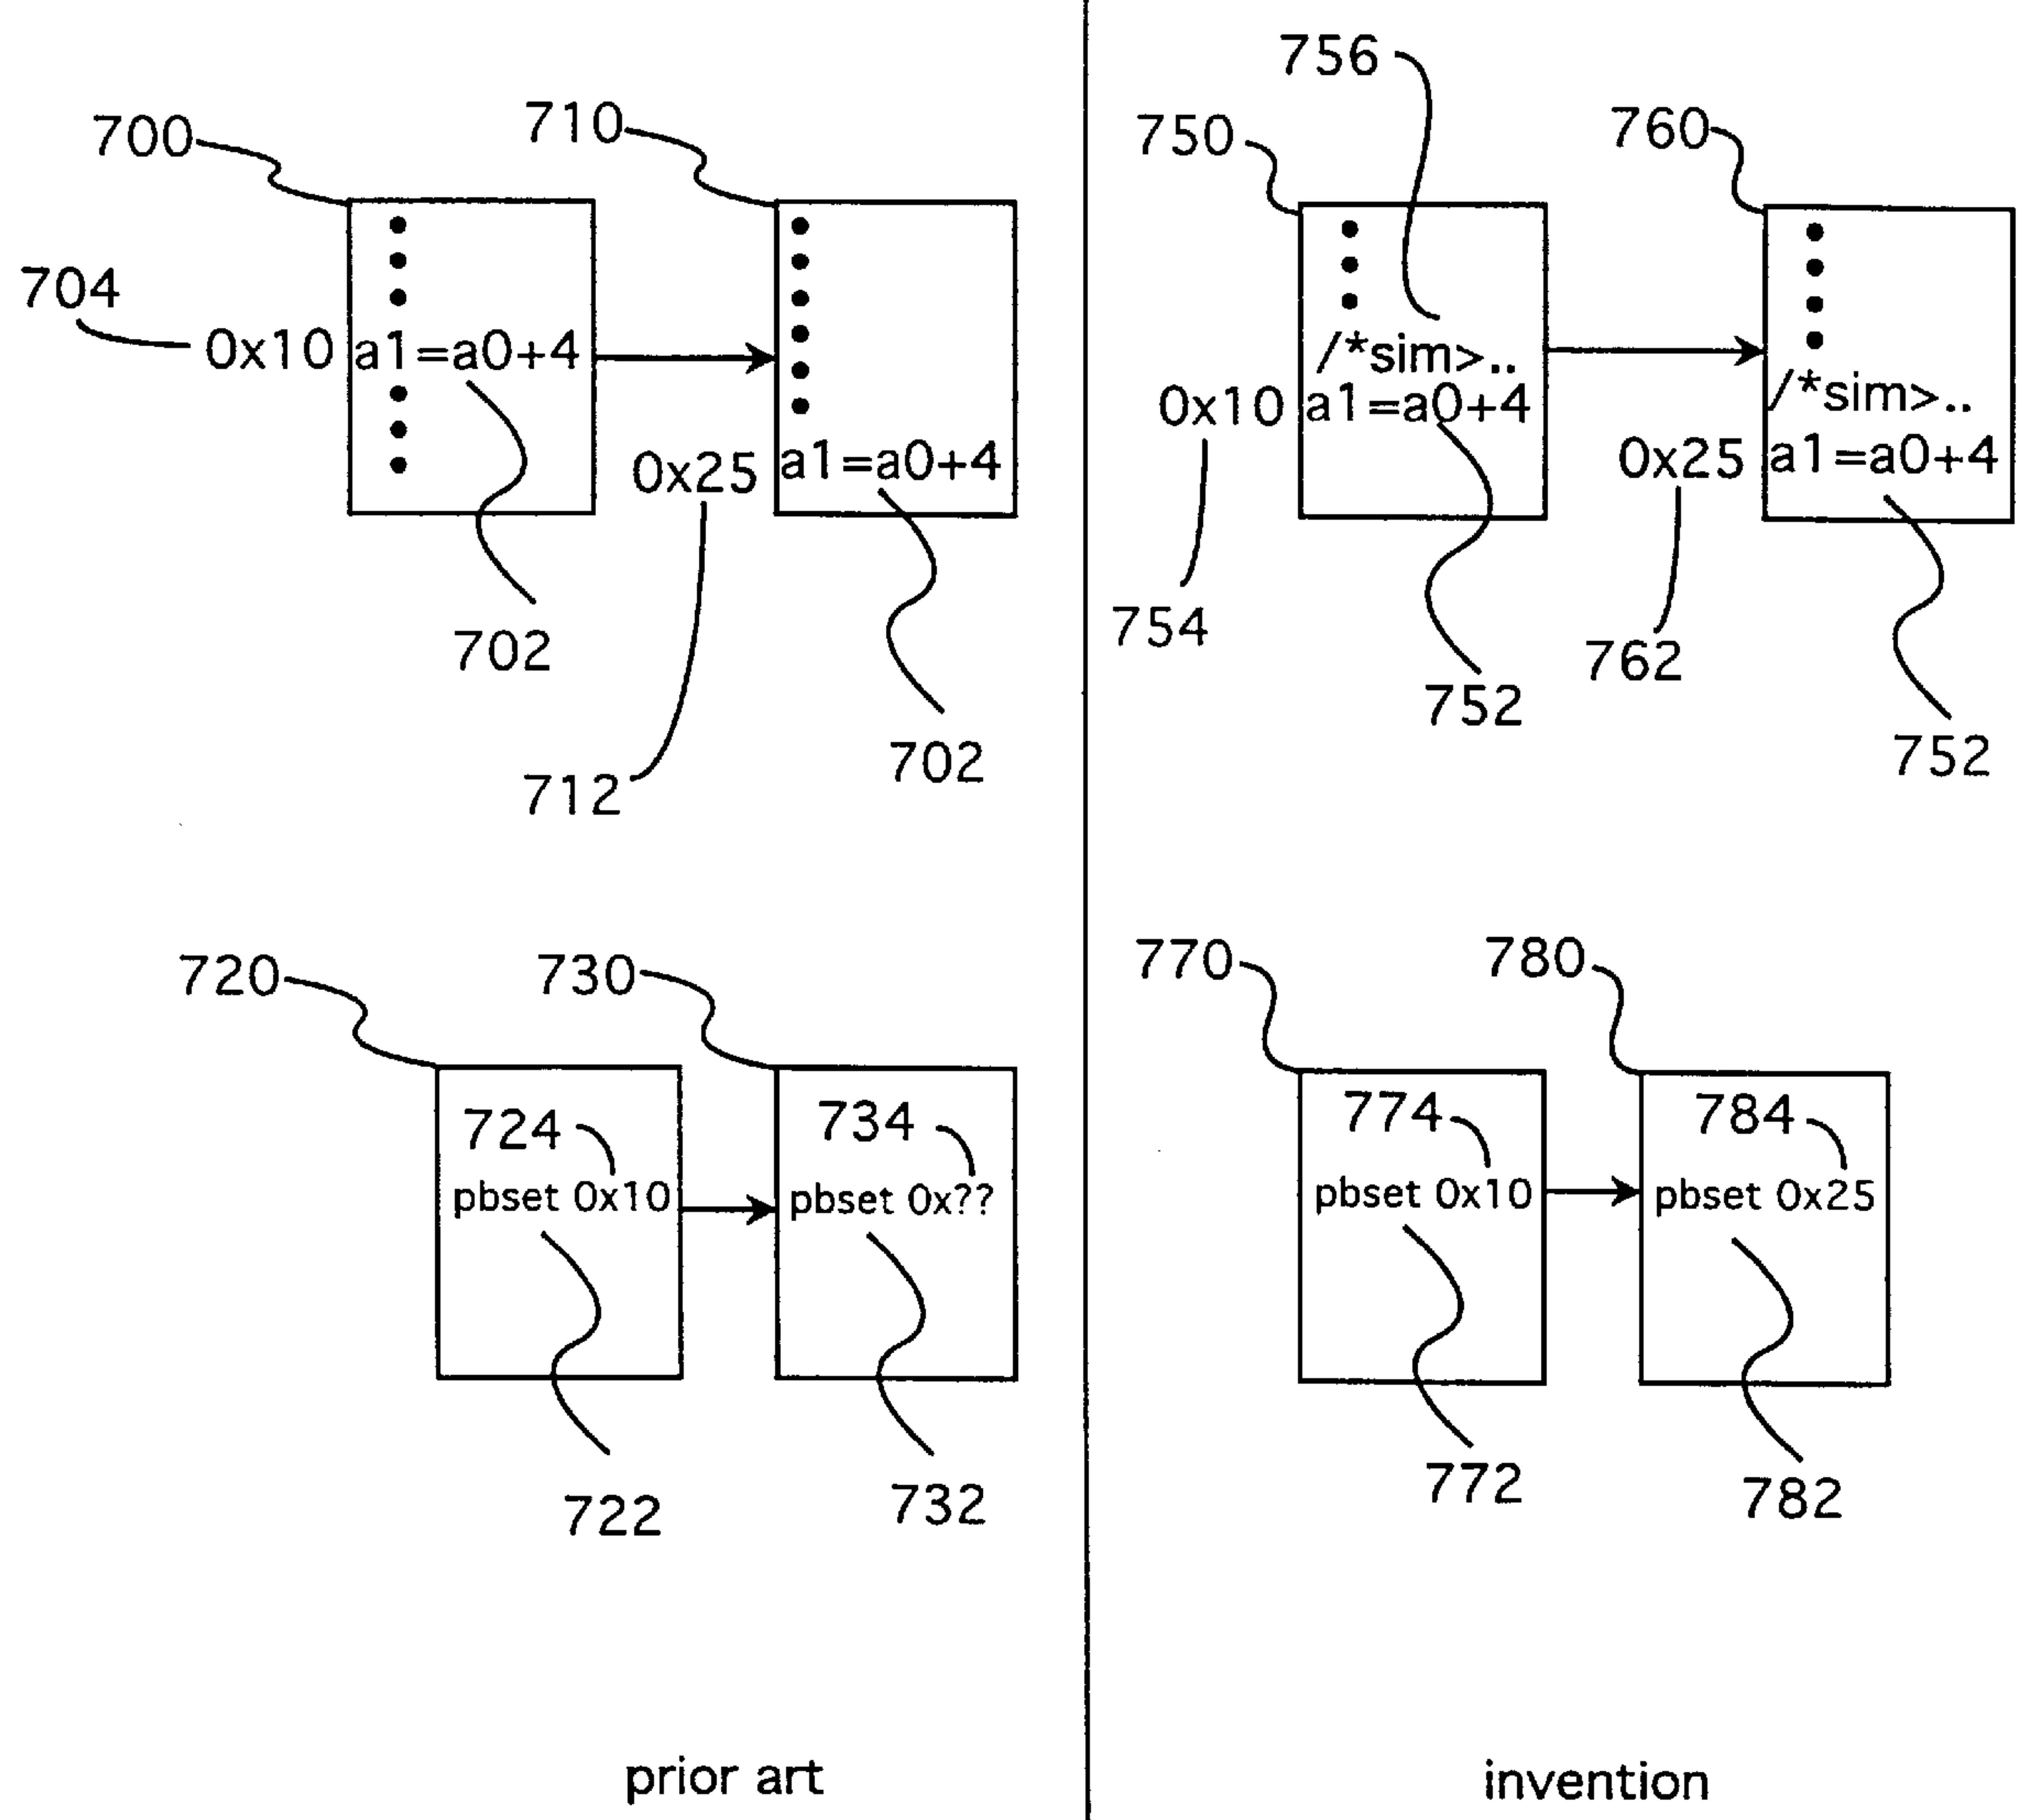 700
710
704
0x10 a1=a0+4
0x25 a1=a0+4
702
712
702
720
730
724
pbset 0x10
734
pbset 0x??
722
732
prior art
756
750
760
/*sim>..
0x10 a1=a0+4
/*sim>..
0x25 a1=a0+4
754
752
762
752
770
780
774
pbset 0x10
784
pbset 0x25
772
782
invention